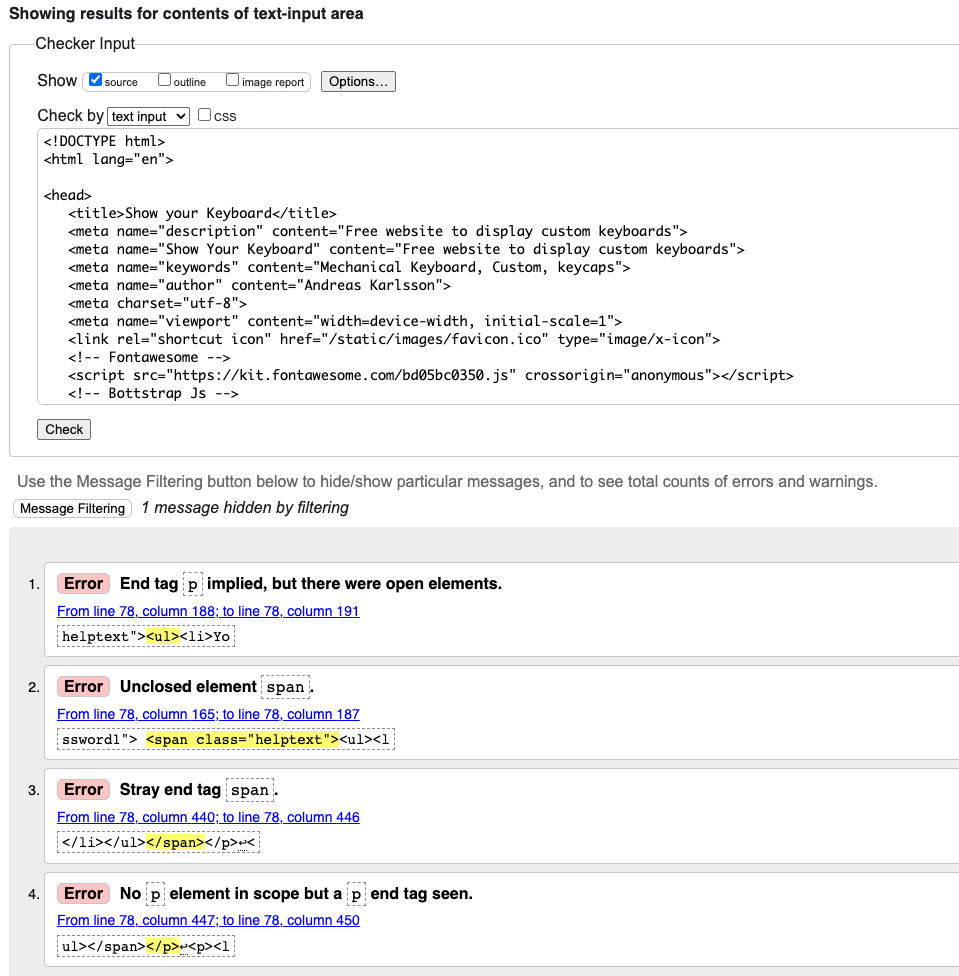 Showing results for contents of text-input area
Checker Input
Show source outline image report Options...
Check by text input css
<!DOCTYPE html>
<html lang="en">
<head>
<title>Show your Keyboard</title>
<meta name="description" content="Free website to display custom keyboards">
<meta name="Show Your Keyboard" content="Free website to display custom keyboards">
<meta name="keywords" content="Mechanical Keyboard, Custom, keycaps">
<meta name="author" content="Andreas Karlsson">
<meta charset="utf-8">
<meta name="viewport" content="width=device-width, initial-scale=1">
<link rel="shortcut icon" href="/static/images/favicon.ico" type="image/x-icon">
<!-- Fontawesome -->
<script src="https://kit.fontawesome.com/bd05bc0350.js" crossorigin="anonymous"></script>
<!-- Bottstrap Js -->
Check
Use the Message Filtering button below to hide/show particular messages, and to see total counts of errors and warnings.
Message Filtering 1 message hidden by filtering
1. Error End tag p implied, but there were open elements.
From line 78, column 188; to line 78, column 191
helptext"><ul><li>Yo
2. Error Unclosed element span.
From line 78, column 165; to line 78, column 187
ssword1"> <span class="helptext"><ul><l
3. Error Stray end tag span.
From line 78, column 440; to line 78, column 446
</li></ul></span></p>↩<
4. Error No p element in scope but a p end tag seen.
From line 78, column 447; to line 78, column 450
ul></span></p>↩<p><l